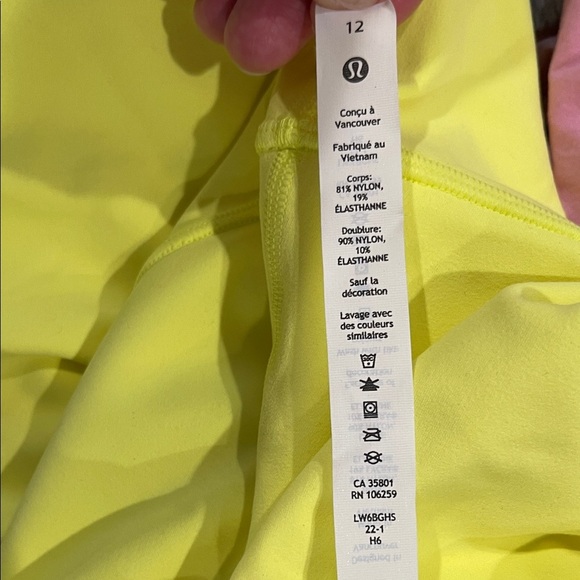 12
Conçu à
Vancouver
Fabriqué au
Vietnam
Corps:
81% NYLON,
19%
ÉLASTHANNE
Doublure:
90% NYLON,
10%
ÉLASTHANNE
Sauf la
décoration
Lavage avec
des couleurs
similaires
CA 35801
RN 106259
LW6BGHS
22-1
H6